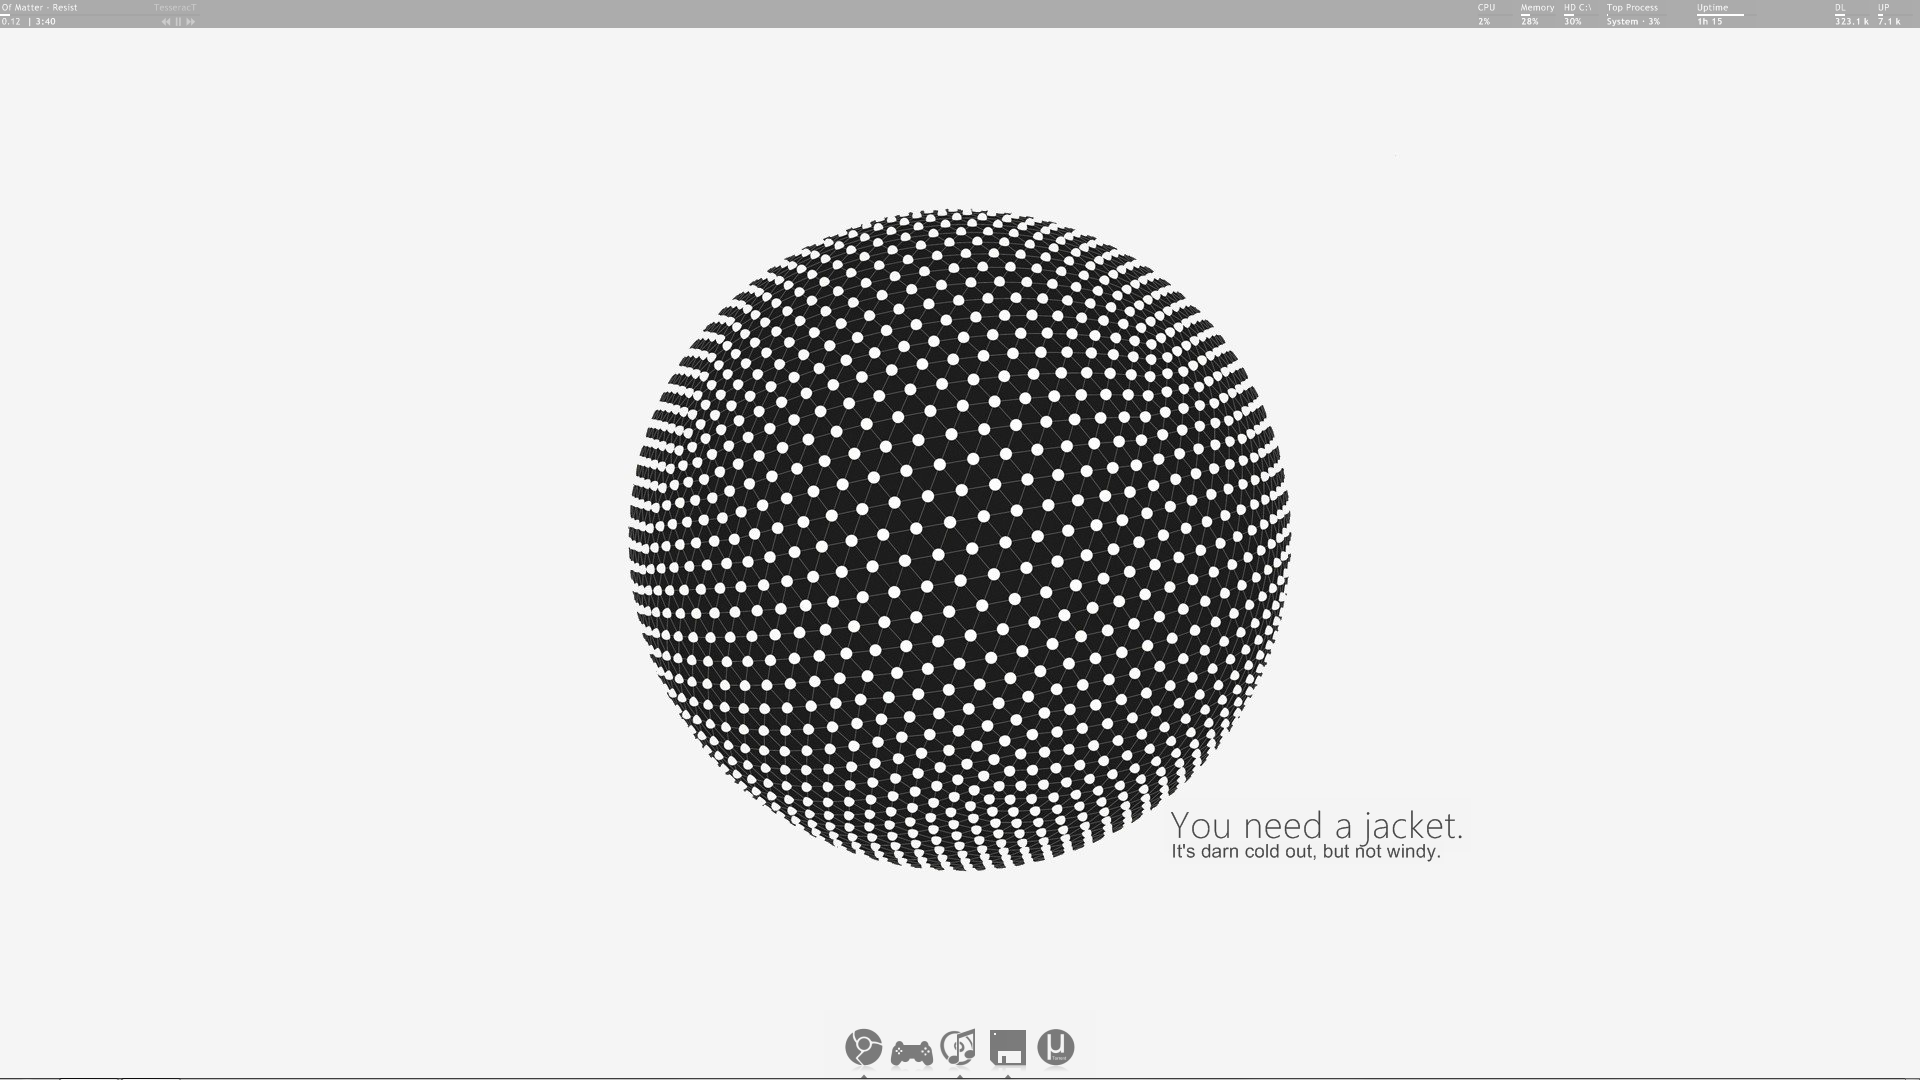 Of Matter - Resist
TesseracT
0.12 | 3:40
CPU
2%
Memory
28%
HD C:\
30%
Top Process
System - 3%
Uptime
1h 15
DL
323.1 k
UP
7.1 k
You need a jacket.
It's darn cold out, but not windy.
µ